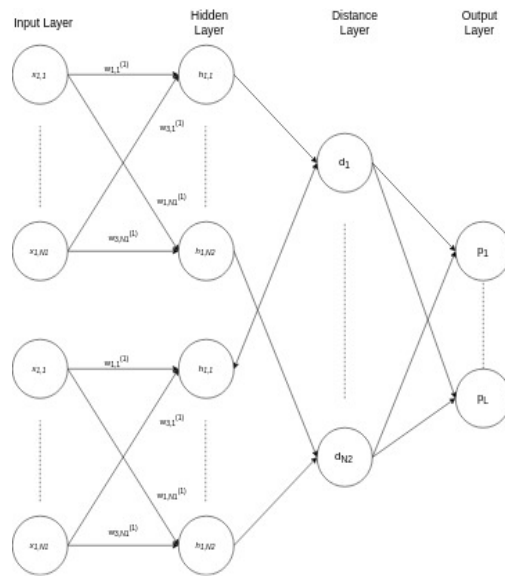 Input Layer
Hidden
Layer
Distance
Layer
Output
Layer
x1,1
w1,1(1)
h1,1
w3,1(1)
w1,N1(1)
x1,N1
w3,N1(1)
h1,N2
d1
p1
x1,1
w1,1(1)
h1,1
w3,1(1)
pL
w1,N1(1)
x1,N1
w3,N1(1)
h1,N2
dN2